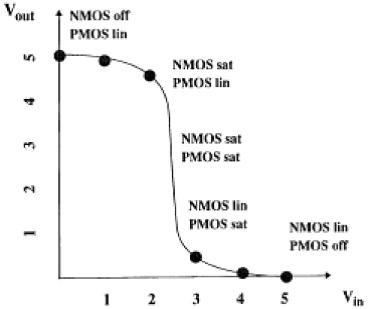 Vout
NMOS off
PMOS lin
5
NMOS sat
PMOS lin
4
3
NMOS sat
PMOS sat
2
NMOS lin
PMOS sat
1
NMOS lin
PMOS off
1 2 3 4 5 Vin